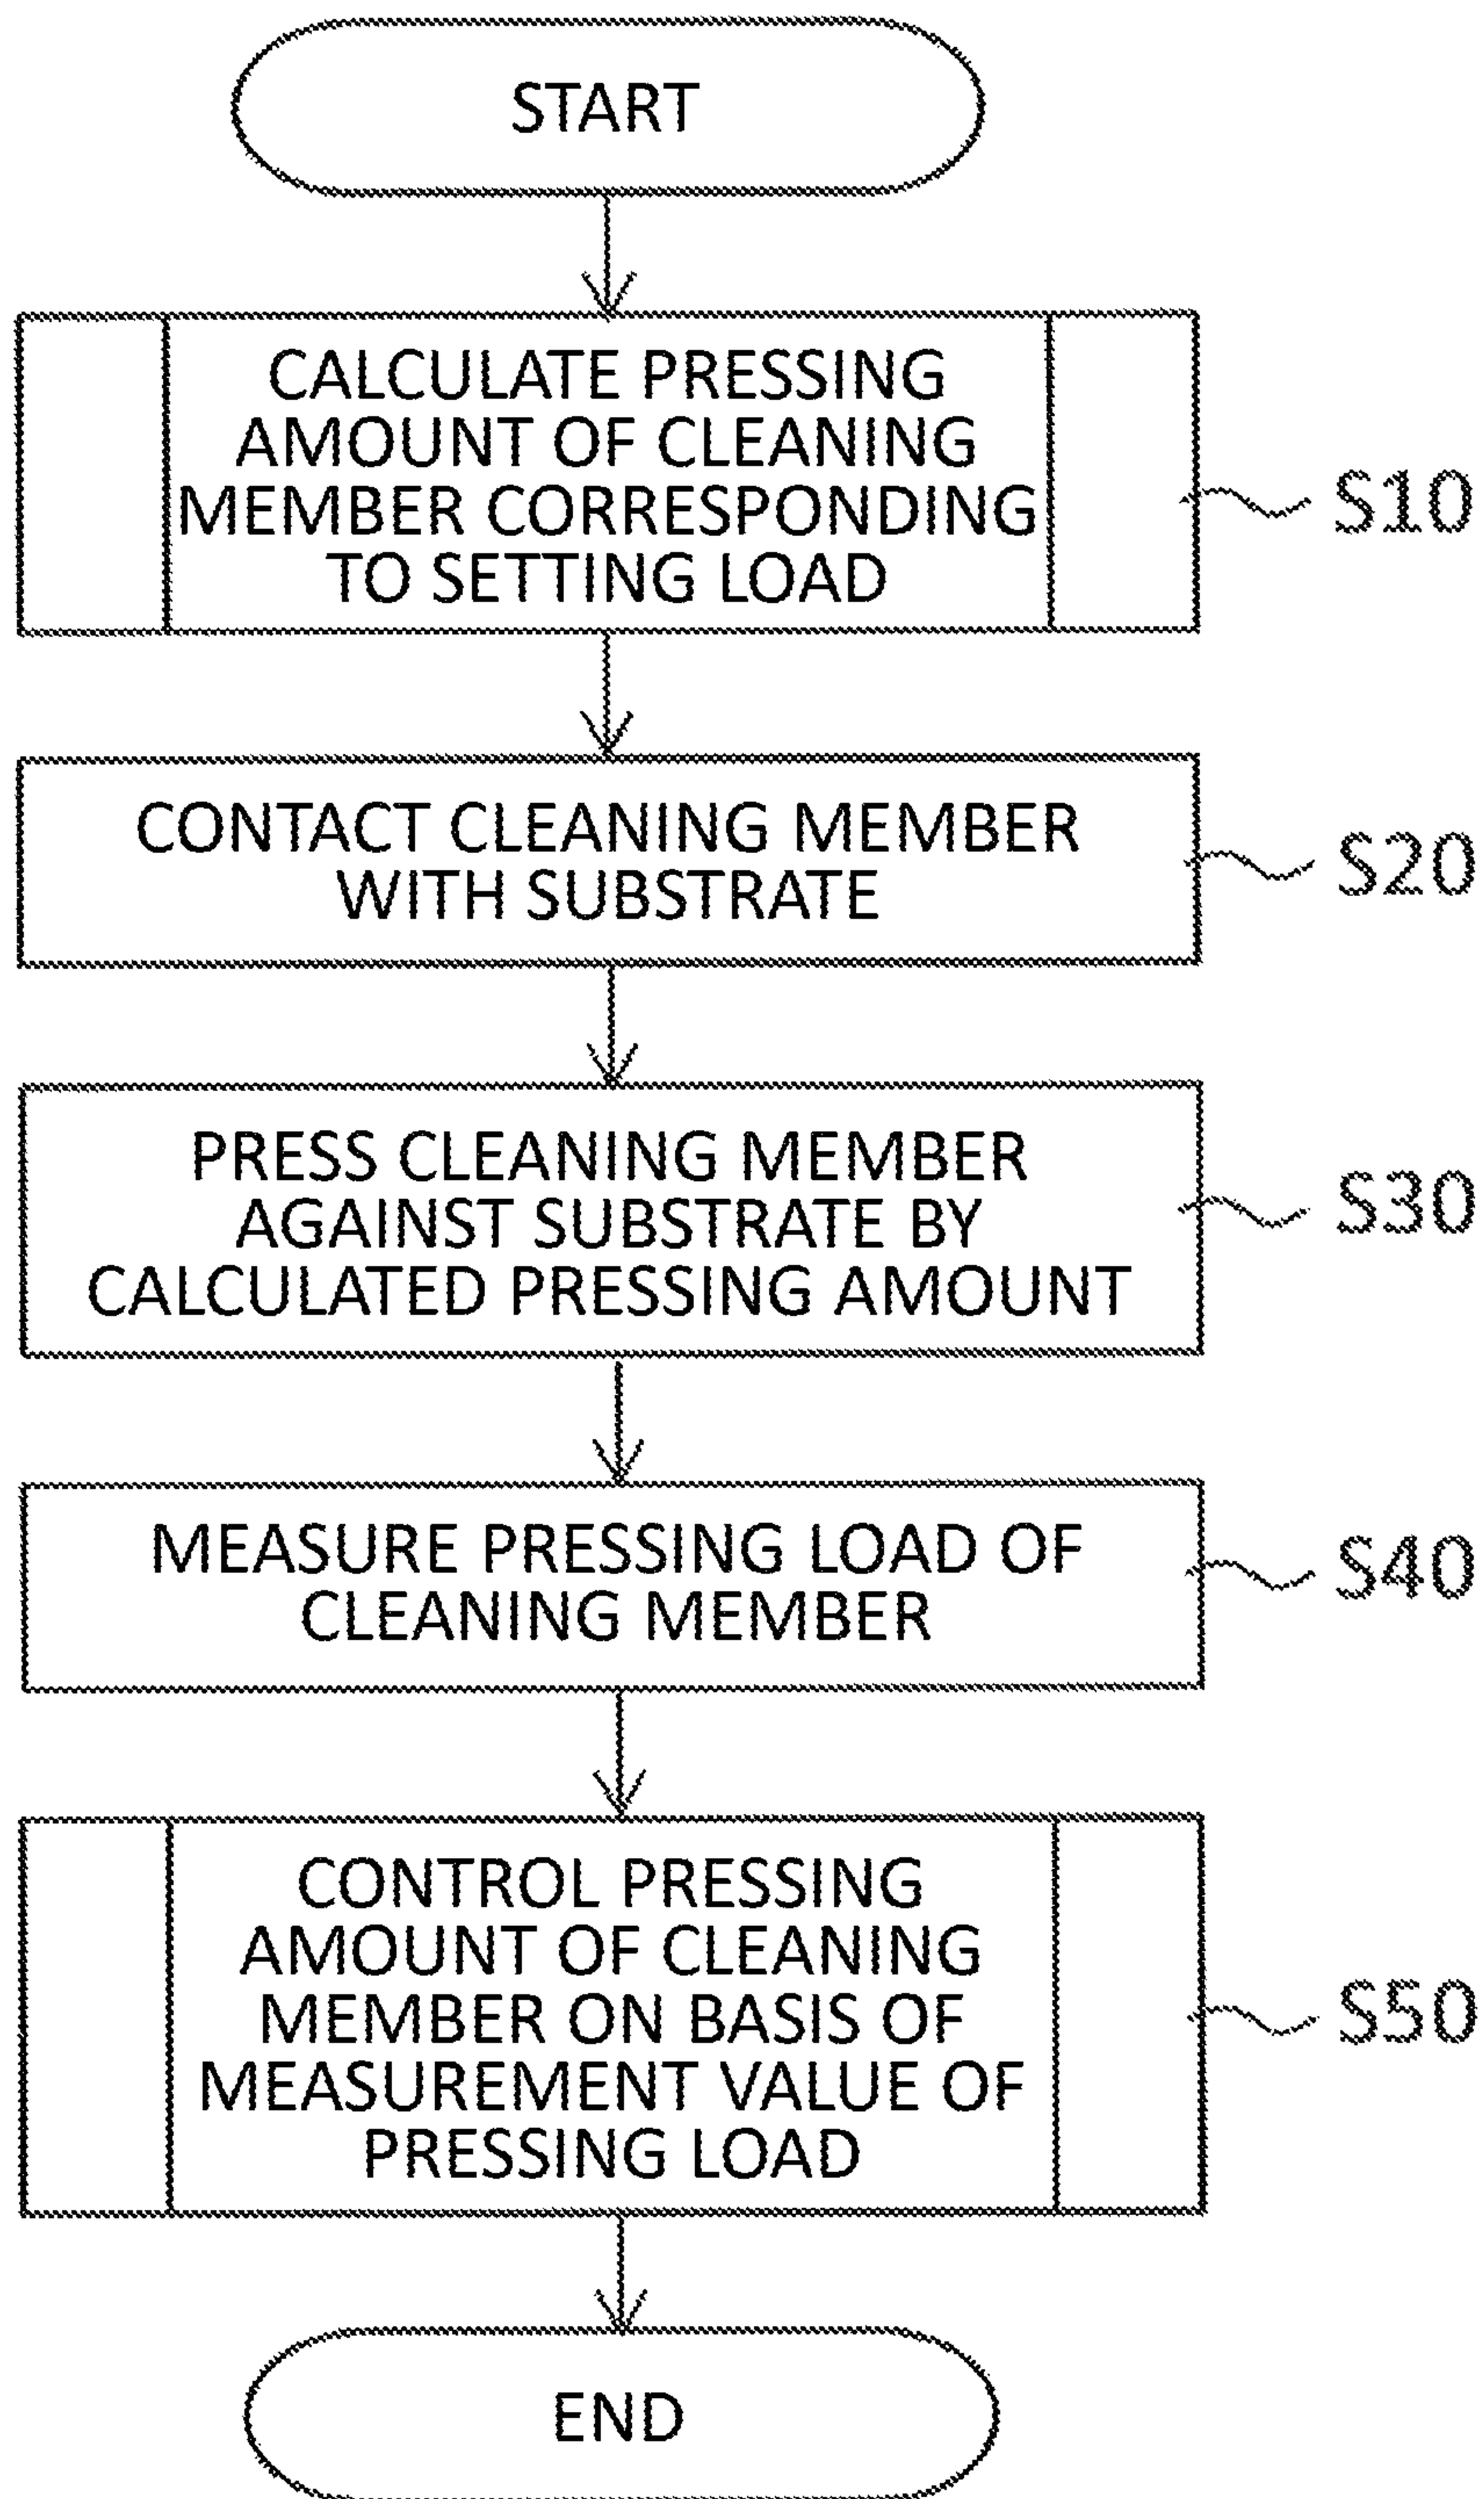 START
CALCULATE PRESSING
AMOUNT OF CLEANING
MEMBER CORRESPONDING
TO SETTING LOAD
S10
CONTACT CLEANING MEMBER
WITH SUBSTRATE
S20
PRESS CLEANING MEMBER
AGAINST SUBSTRATE BY
CALCULATED PRESSING AMOUNT
S30
MEASURE PRESSING LOAD OF
CLEANING MEMBER
S40
CONTROL PRESSING
AMOUNT OF CLEANING
MEMBER ON BASIS OF
MEASUREMENT VALUE OF
PRESSING LOAD
S50
END